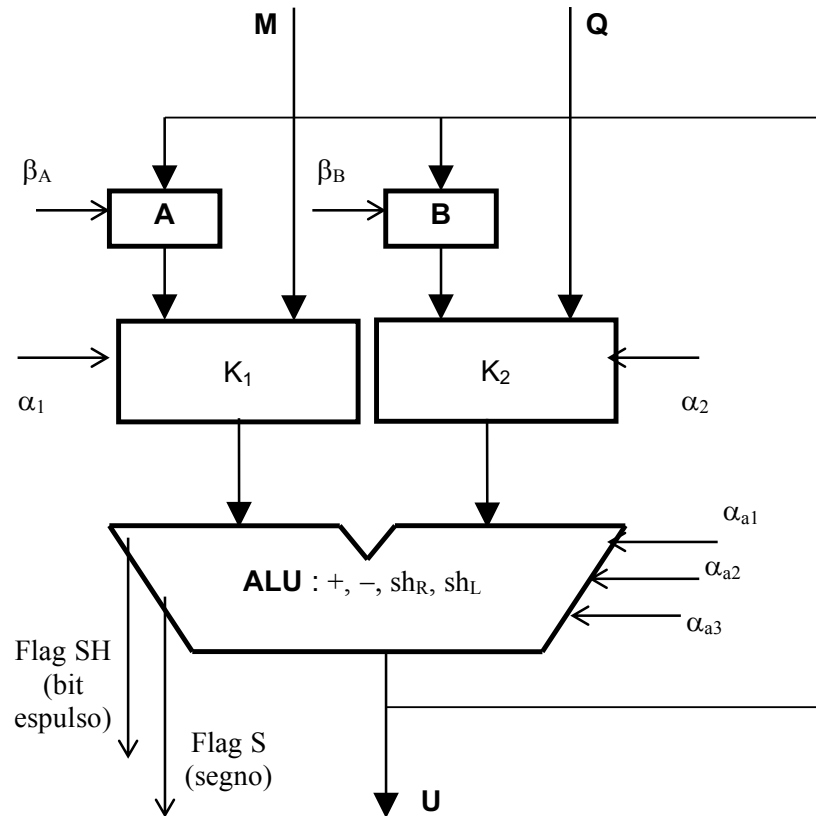 M
Q
βA
βB
A
B
K1
K2
α1
α2
αa1
ALU : +, –, shR, shL
αa2
αa3
Flag SH
(bit
espulso)
Flag S
(segno)
U